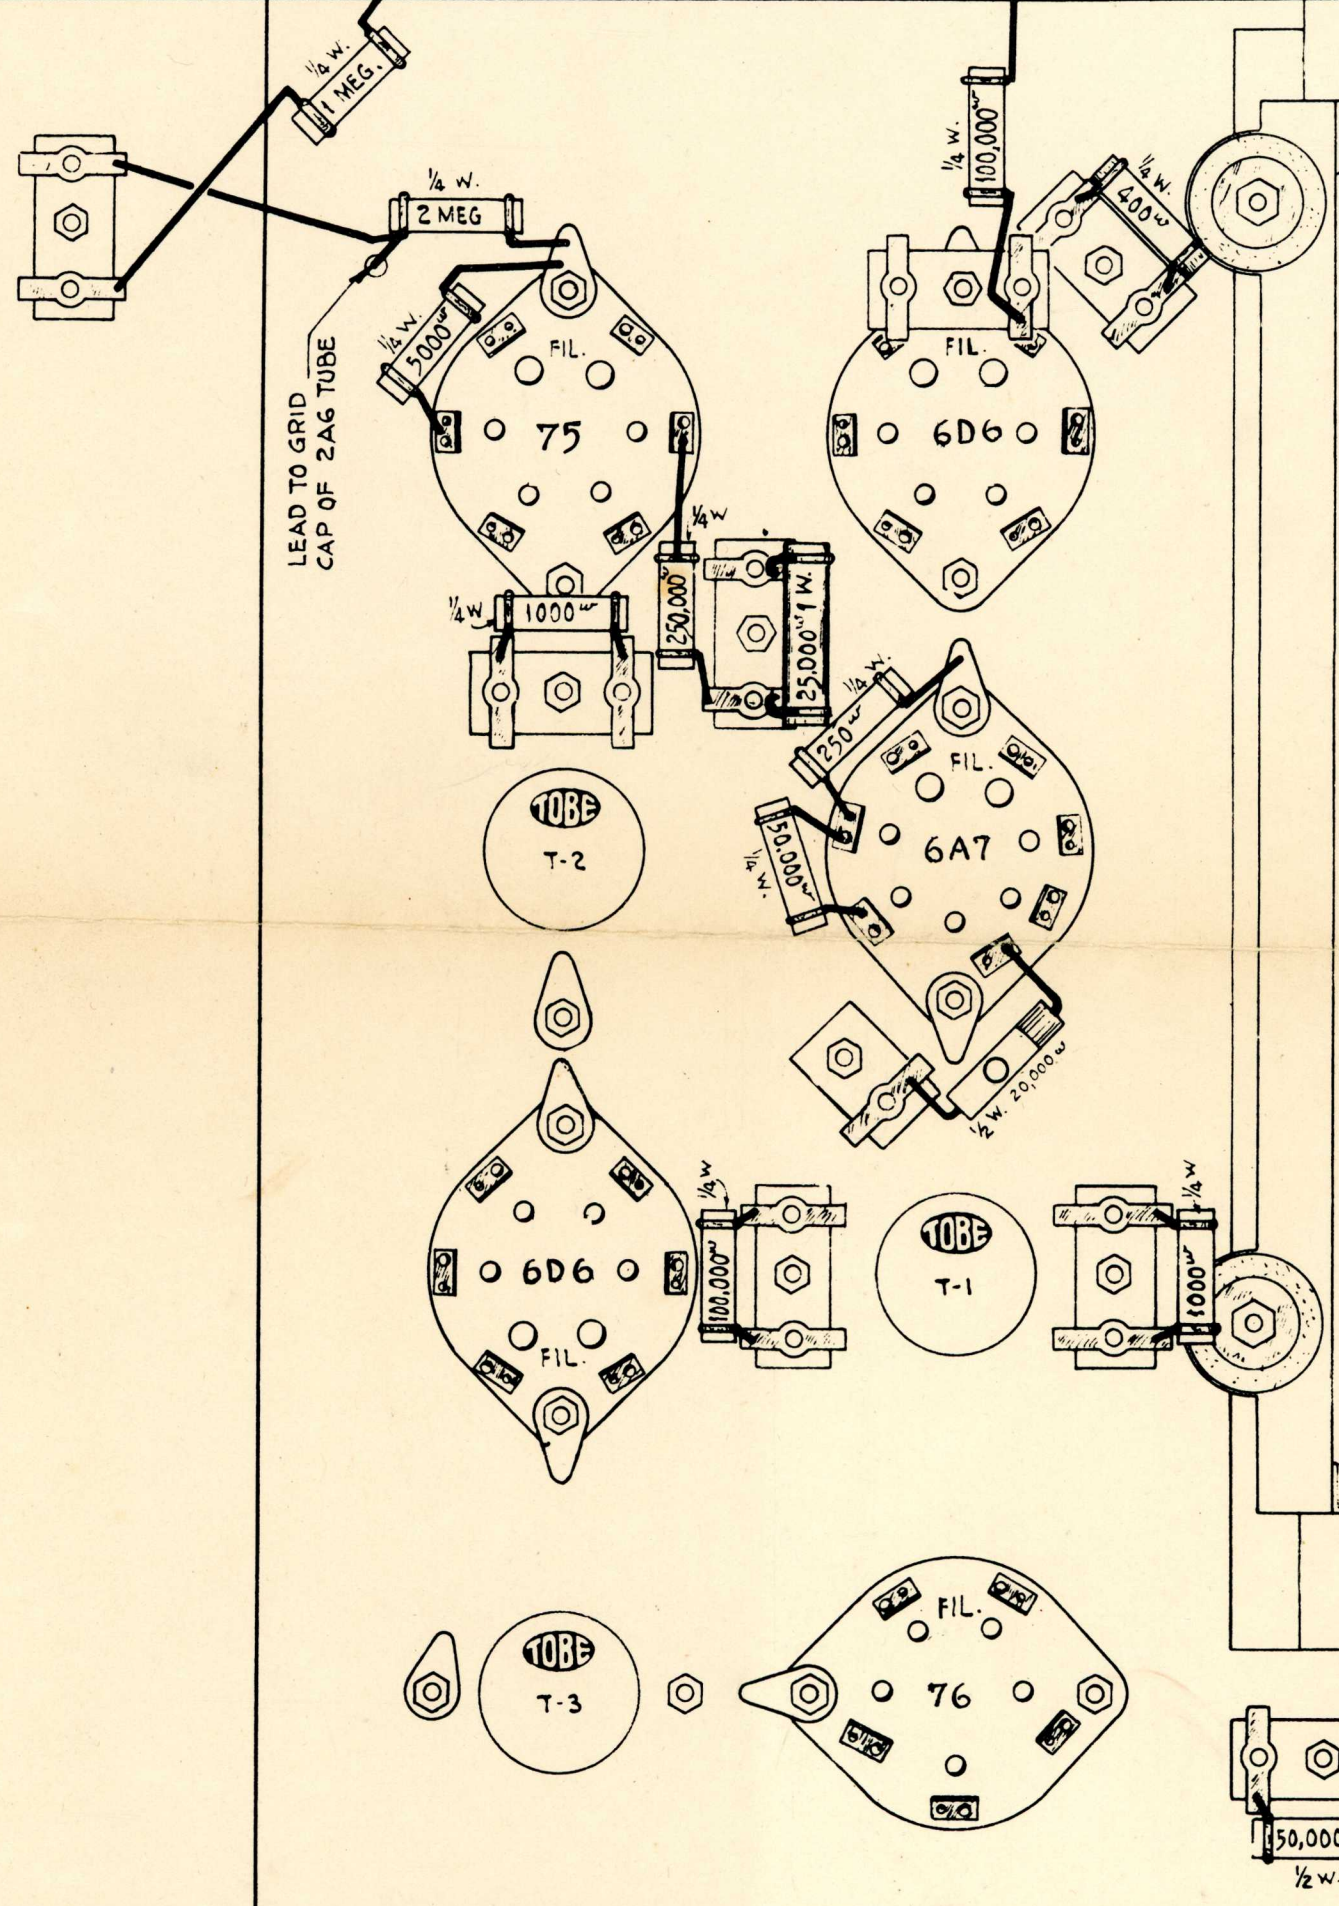 ¼ W.
1 MEG.
¼ W.
100,000ω
¼ W.
400ω
¼ W.
2 MEG
¼ W.
5000ω
LEAD TO GRID
CAP OF 2A6 TUBE
FIL.
75
FIL.
6D6
¼ W
250,000ω
25,000ω 1 W.
¼ W
1000ω
¼ W.
250ω
FIL.
6A7
50,000ω
¼ W.
TOBE
T-2
½ W. 20,000ω
¼ W
100,000ω
6D6
FIL.
TOBE
T-1
¼ W
1000ω
TOBE
T-3
FIL.
76
50,000
½ W.